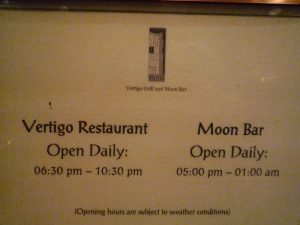 Vertigo Grill and Moon Bar
Vertigo Restaurant
Open Daily:
06:30 pm – 10:30 pm
Moon Bar
Open Daily:
05:00 pm – 01:00 am
(Opening hours are subject to weather conditions)